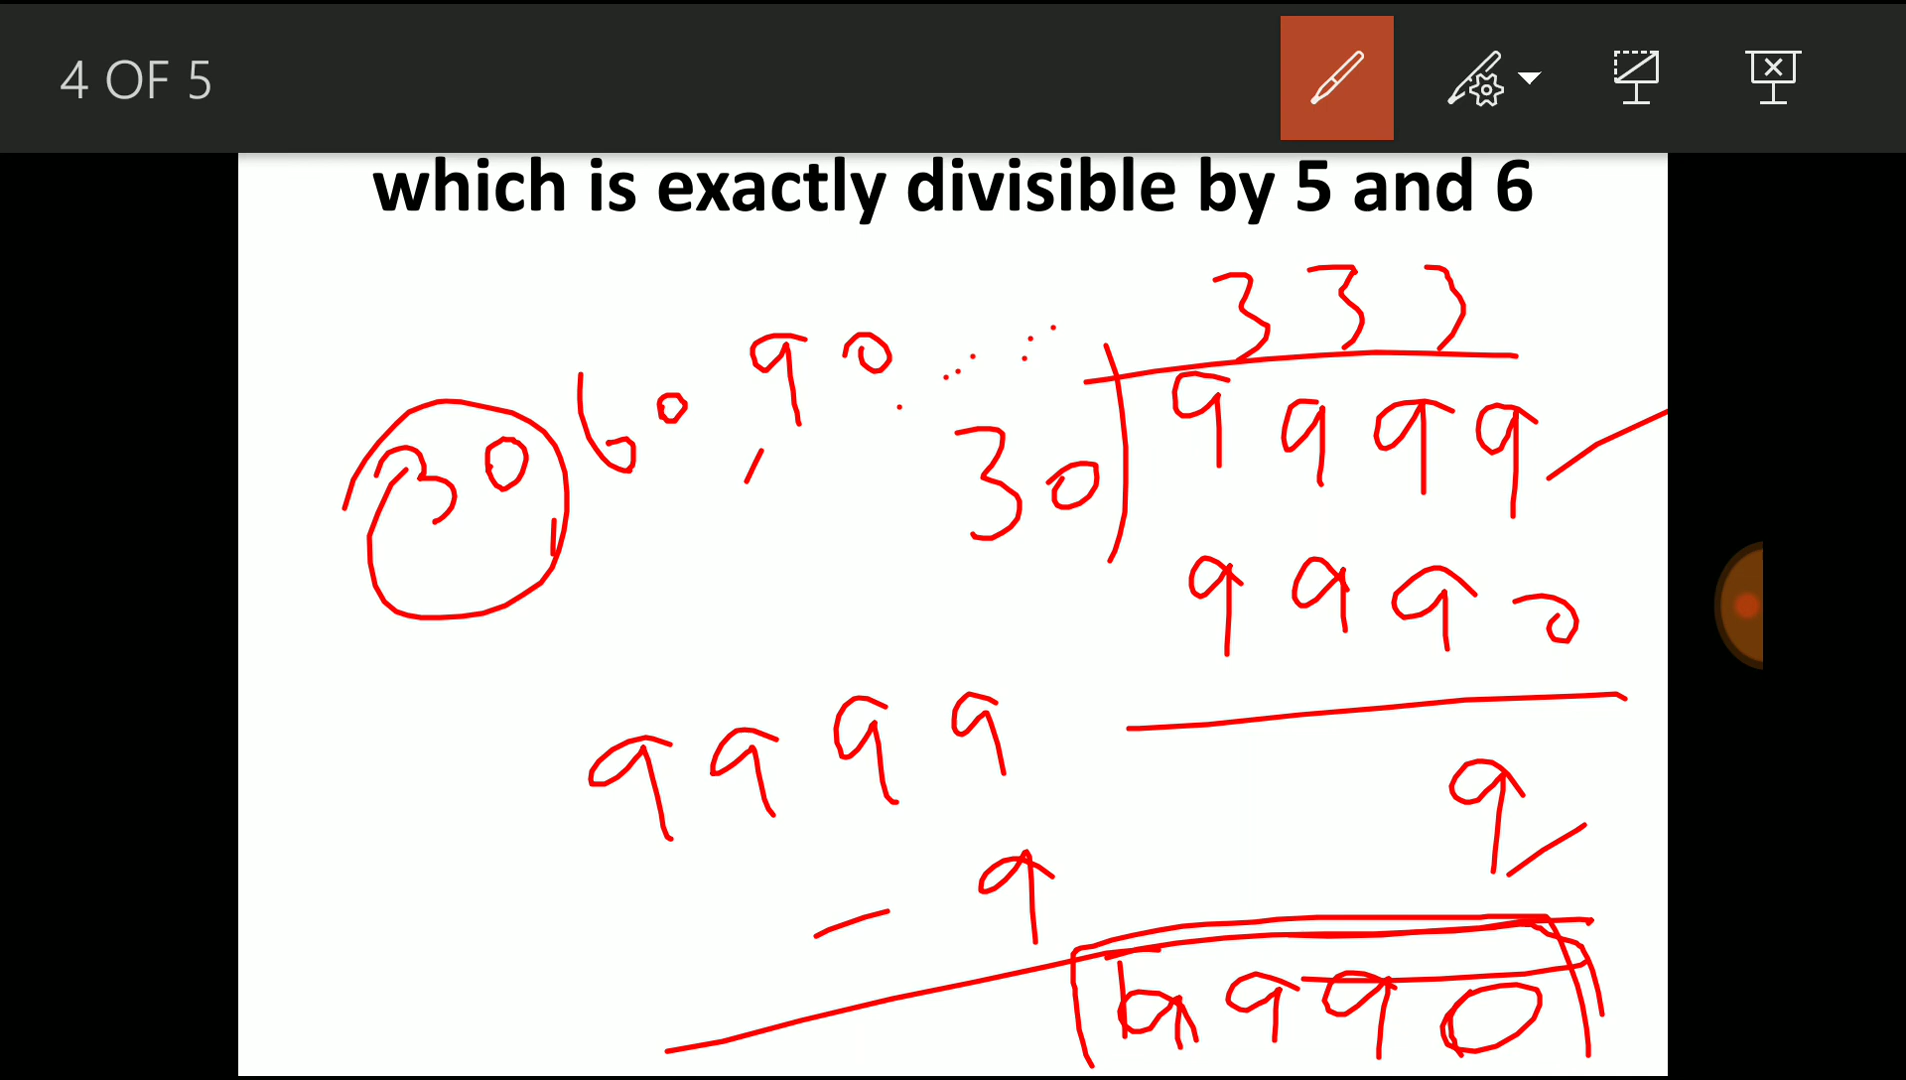 4 OF 5
which is exactly divisible by 5 and 6
333
30 60, 90 ..... 30 9999
9990
9999
9
- 9
9990